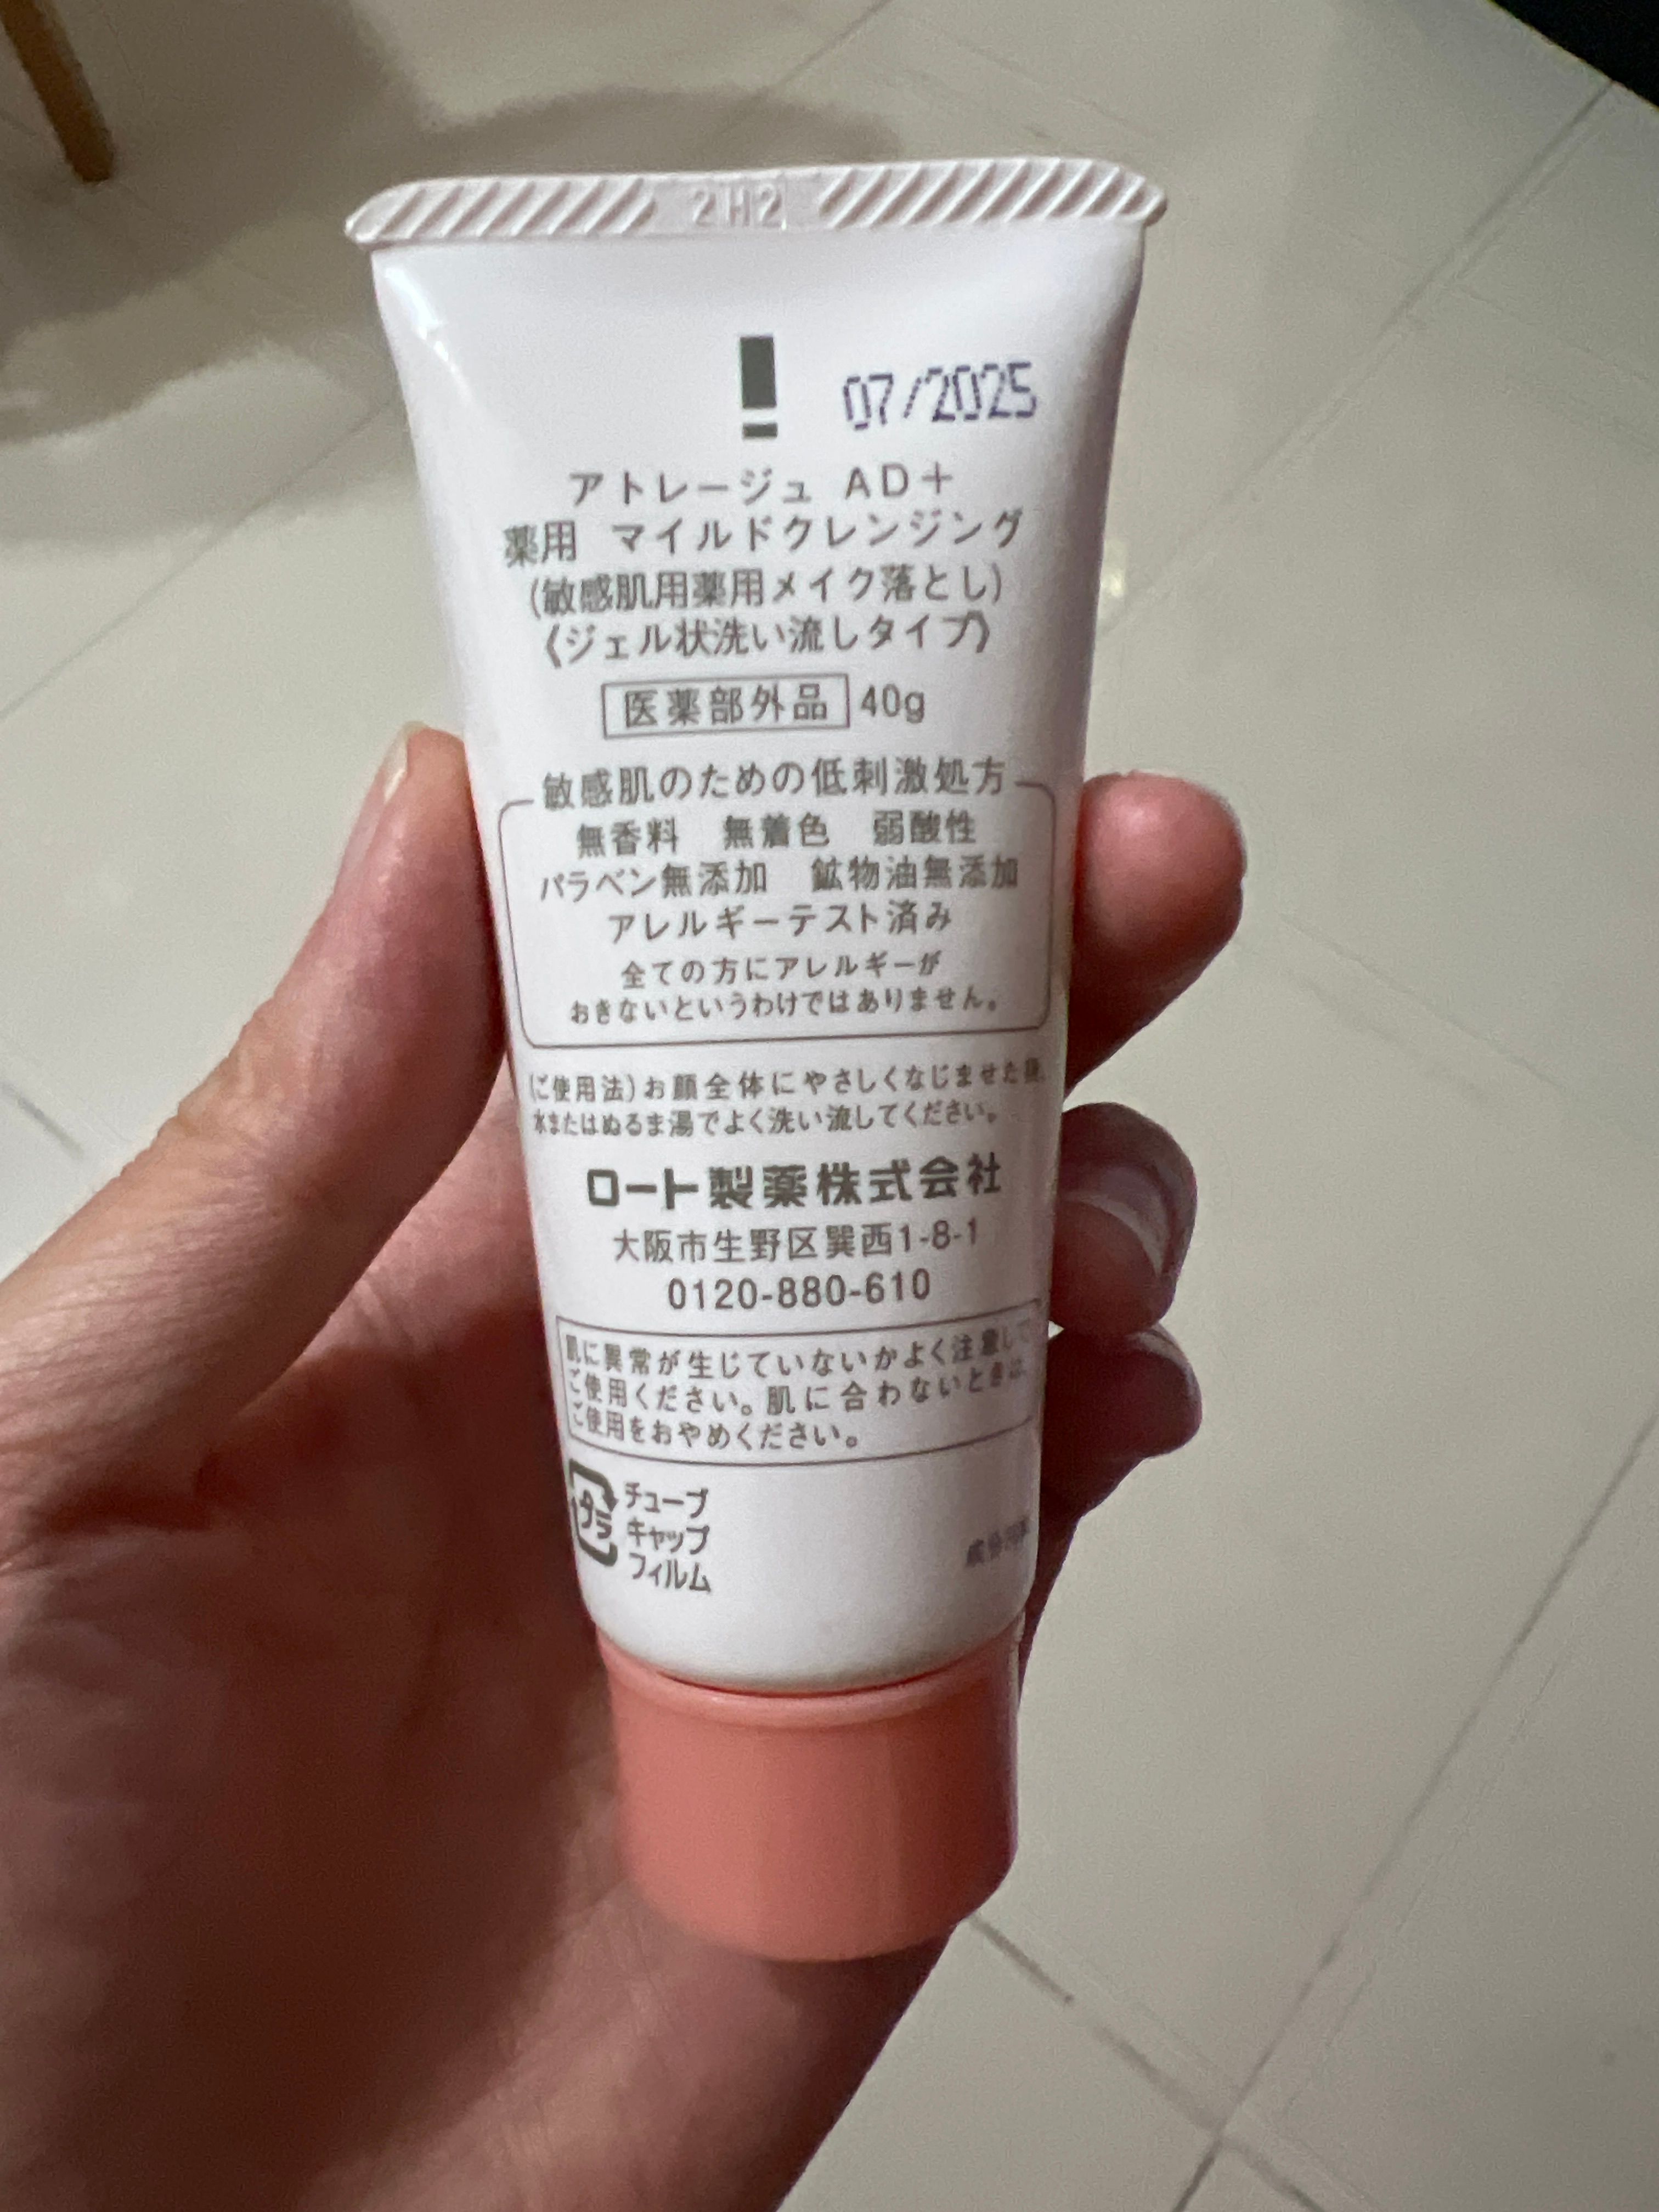 2H2
07/2025
アトレージュ AD+
薬用 マイルドクレンジング
(敏感肌用薬用メイク落とし)
《ジェル状洗い流しタイプ》
医薬部外品 40g
敏感肌のための低刺激処方
無香料 無着色 弱酸性
パラベン無添加 鉱物油無添加
アレルギーテスト済み
全ての方にアレルギーが
おきないというわけではありません。
(ご使用法)お顔全体にやさしくなじませた後、
水またはぬるま湯でよく洗い流してください。
ロート製薬株式会社
大阪市生野区巽西1-8-1
0120-880-610
肌に異常が生じていないかよく注意して
ご使用ください。肌に合わないときは、
ご使用をおやめください。
プラ
チューブ
キャップ
フィルム